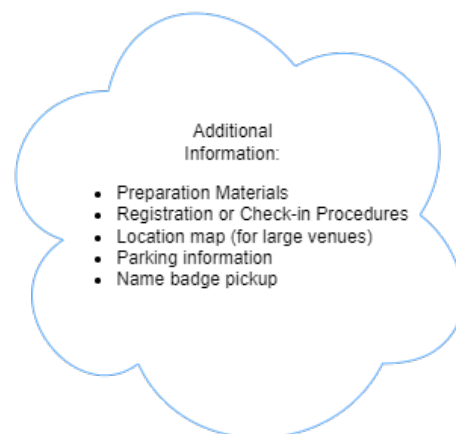 Additional
Information:
• Preparation Materials
• Registration or Check-in Procedures
• Location map (for large venues)
• Parking information
• Name badge pickup